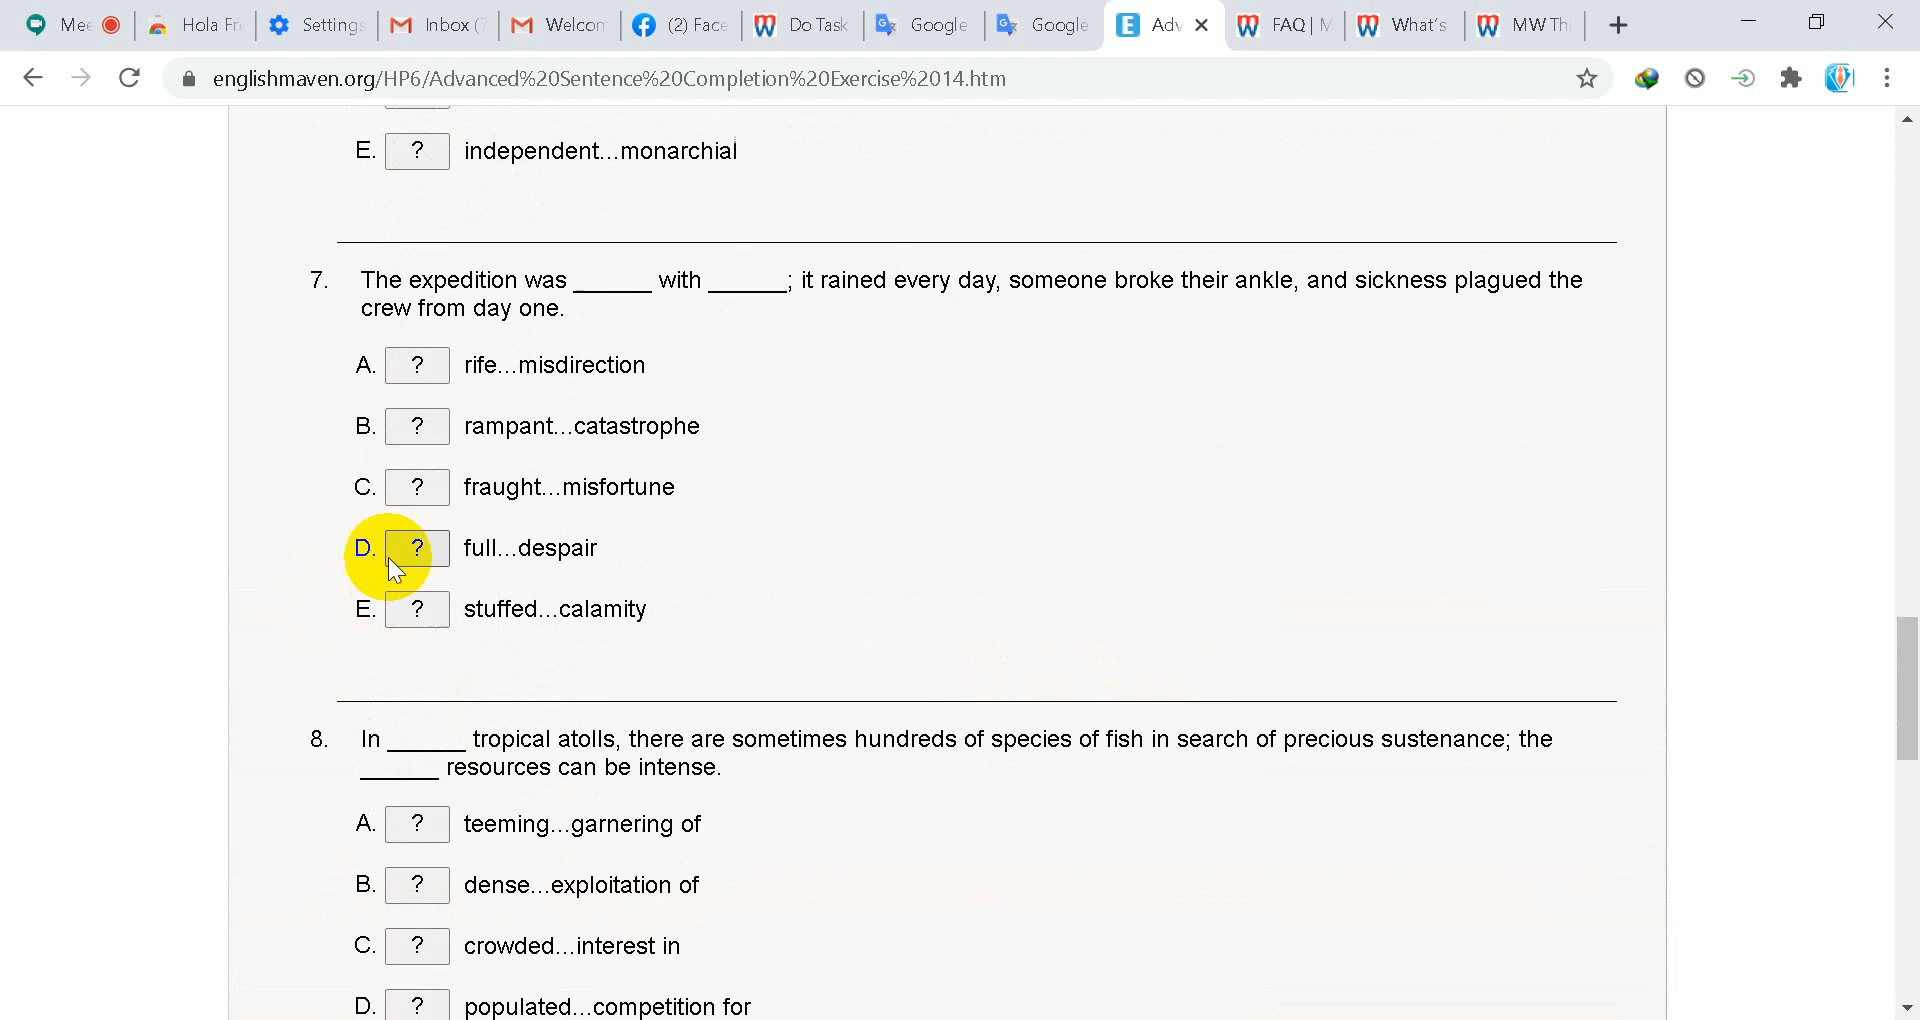 Mee Hola Fr Settings Inbox (7 Welcom (2) Face Do Task Google Google Adv FAQ | M What's MW Thi
englishmaven.org/HP6/Advanced%20Sentence%20Completion%20Exercise%2014.htm
E. ? independent...monarchial
7. The expedition was ______ with ______; it rained every day, someone broke their ankle, and sickness plagued the
crew from day one.
A. ? rife...misdirection
B. ? rampant...catastrophe
C. ? fraught...misfortune
D. ? full...despair
E. ? stuffed...calamity
8. In ______ tropical atolls, there are sometimes hundreds of species of fish in search of precious sustenance; the
______ resources can be intense.
A. ? teeming...garnering of
B. ? dense...exploitation of
C. ? crowded...interest in
D. ? populated...competition for